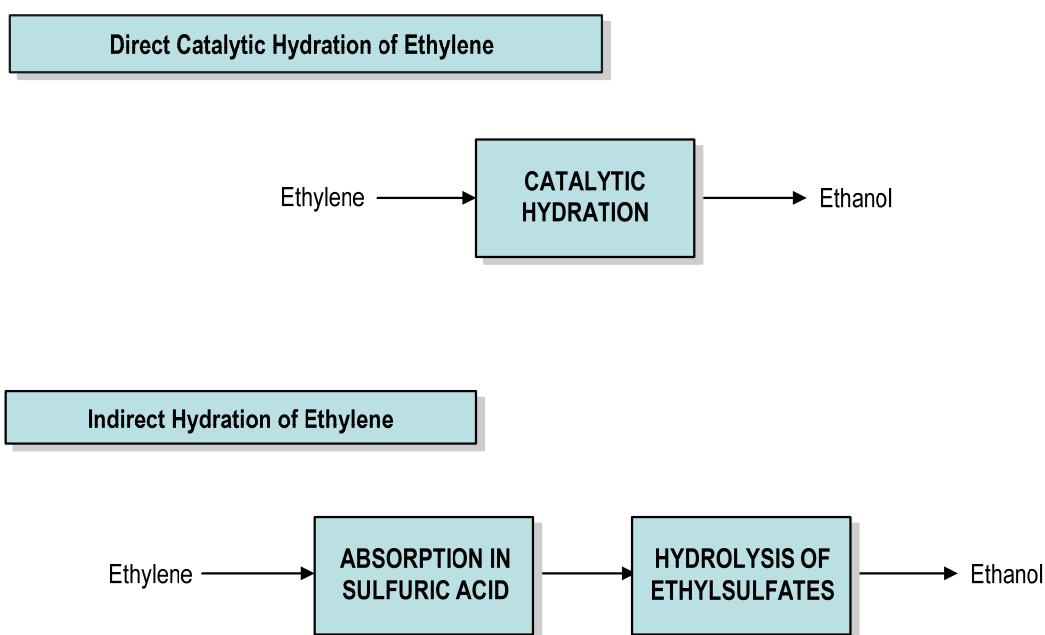 Direct Catalytic Hydration of Ethylene
Ethylene
CATALYTIC
HYDRATION
Ethanol
Indirect Hydration of Ethylene
Ethylene
ABSORPTION IN
SULFURIC ACID
HYDROLYSIS OF
ETHYLSULFATES
Ethanol